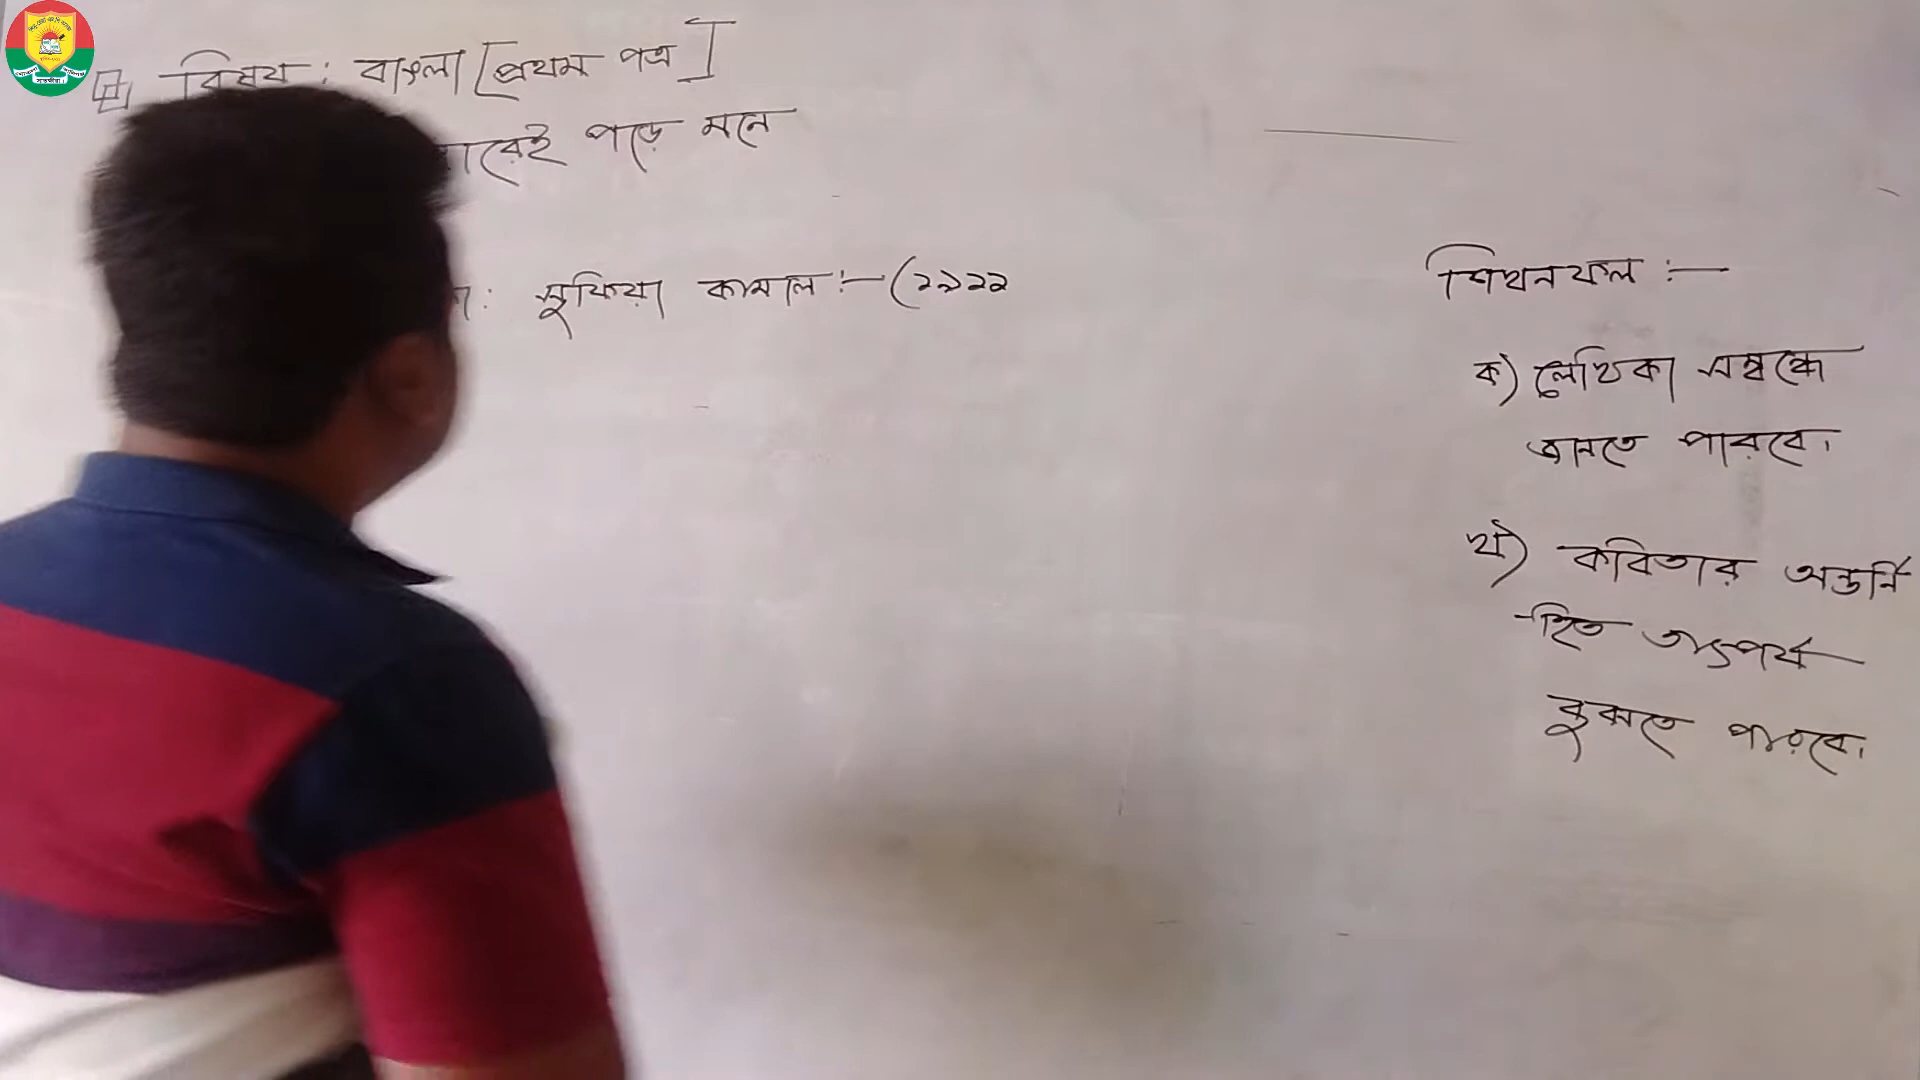 বিষয় : বাংলা [প্রথম পত্র]
পড়ে মনে
সুফিয়া কামাল :- (১৯১১
শিখনফল :-
ক) লেখিকা সম্বন্ধে
জানতে পারবে।
খ) কবিতার অন্তর্নি
-হিত তাৎপর্য
বুঝতে পারবে।